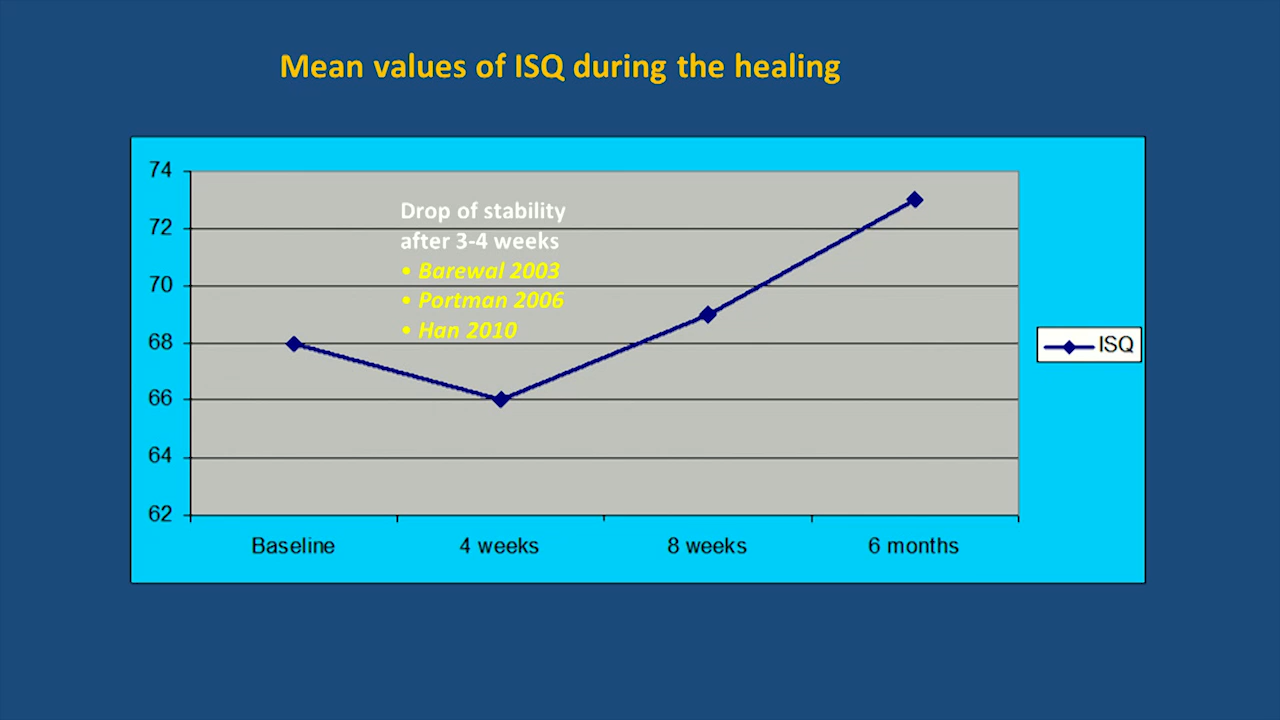 Mean values of ISQ during the healing
74
72
70
68
66
64
62
Drop of stability
after 3-4 weeks
• Barewal 2003
• Portman 2006
• Han 2010
ISQ
Baseline
4 weeks
8 weeks
6 months